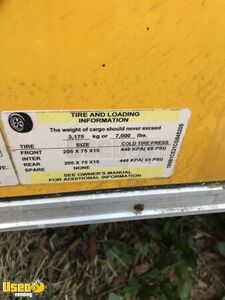 TIRE AND LOADING
INFORMATION
The weight of cargo should never exceed
3,175 kg or 7,000 lbs.
TIRE SIZE COLD TIRE PRESS.
FRONT 205 X 75 X15 448 KPA( 65 PSI)
INTER
REAR 205 X 75 X15 448 KPA( 65 PSI)
SPARE NONE
SEE OWNER'S MANUAL
FOR ADDITIONAL INFORMATION
UsedVending